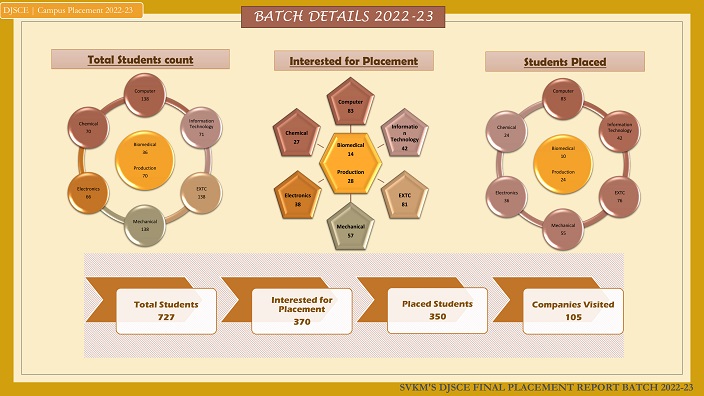 DJSCE | Campus Placement 2022-23
BATCH DETAILS 2022-23
Total Students count
Computer
138
Information
Technology
71
EXTC
138
Mechanical
138
Electronics
66
Chemical
70
Biomedical
36
Production
70
Interested for Placement
Computer
83
Informatio
n
Technology
42
EXTC
81
Mechanical
57
Electronics
38
Chemical
27
Biomedical
14
Production
28
Students Placed
Computer
83
Information
Technology
42
EXTC
76
Mechanical
55
Electronics
36
Chemical
24
Biomedical
10
Production
24
Total Students
727
Interested for
Placement
370
Placed Students
350
Companies Visited
105
SVKM'S DJSCE FINAL PLACEMENT REPORT BATCH 2022-23